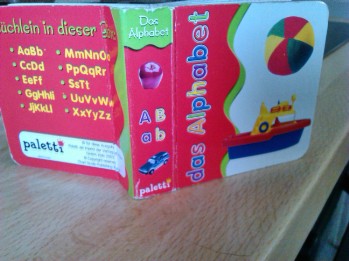 üchlein in dieser
AaBb
CcDd
EeFf
GgHhIi
JjKkLl
MmNnOo
PpQqRr
SsTt
UuVvWw
XxYyZz
paletti
Das
Alphabet
A B
a b
paletti
das Alphabet